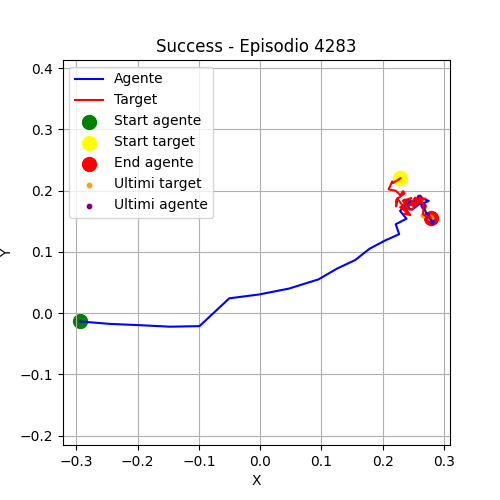 Success - Episodio 4283
Agente
Target
Start agente
Start target
End agente
Ultimi target
Ultimi agente
0.4
0.3
0.2
0.1
0.0
−0.1
−0.2
Y
−0.3
−0.2
−0.1
0.0
0.1
0.2
0.3
X